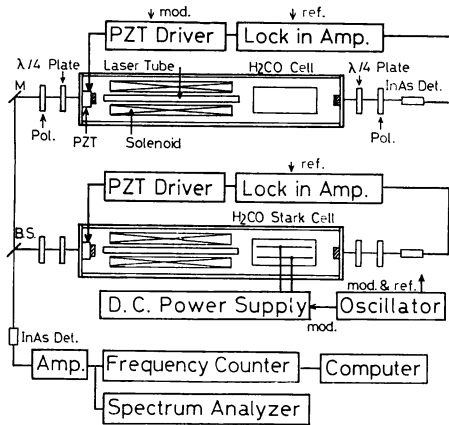 mod.
ref.
PZT Driver
Lock in Amp.
Laser Tube
H2CO Cell
λ/4 Plate
λ/4 Plate
M
InAs Det.
Pol.
PZT
Solenoid
Pol.
ref.
PZT Driver
Lock in Amp.
H2CO Stark Cell
B.S.
mod. & ref.
D.C. Power Supply
Oscillator
mod.
InAs Det.
Amp.
Frequency Counter
Computer
Spectrum Analyzer